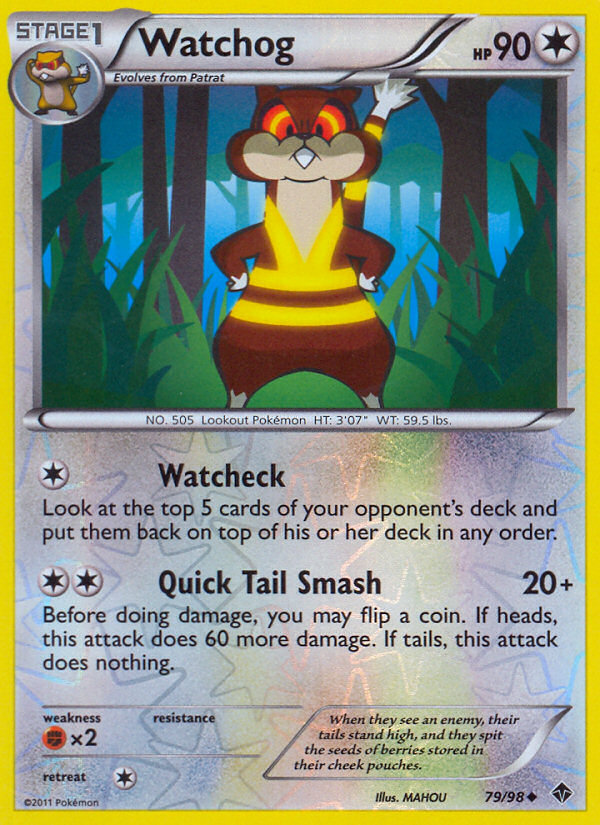 STAGE1
Watchog
HP 90
Evolves from Patrat
NO. 505 Lookout Pokémon HT: 3'07" WT: 59.5 lbs.
Watcheck
Look at the top 5 cards of your opponent's deck and
put them back on top of his or her deck in any order.
Quick Tail Smash 20+
Before doing damage, you may flip a coin. If heads,
this attack does 60 more damage. If tails, this attack
does nothing.
weakness resistance
×2
retreat
When they see an enemy, their
tails stand high, and they spit
the seeds of berries stored in
their cheek pouches.
©2011 Pokémon
Illus. MAHOU 79/98